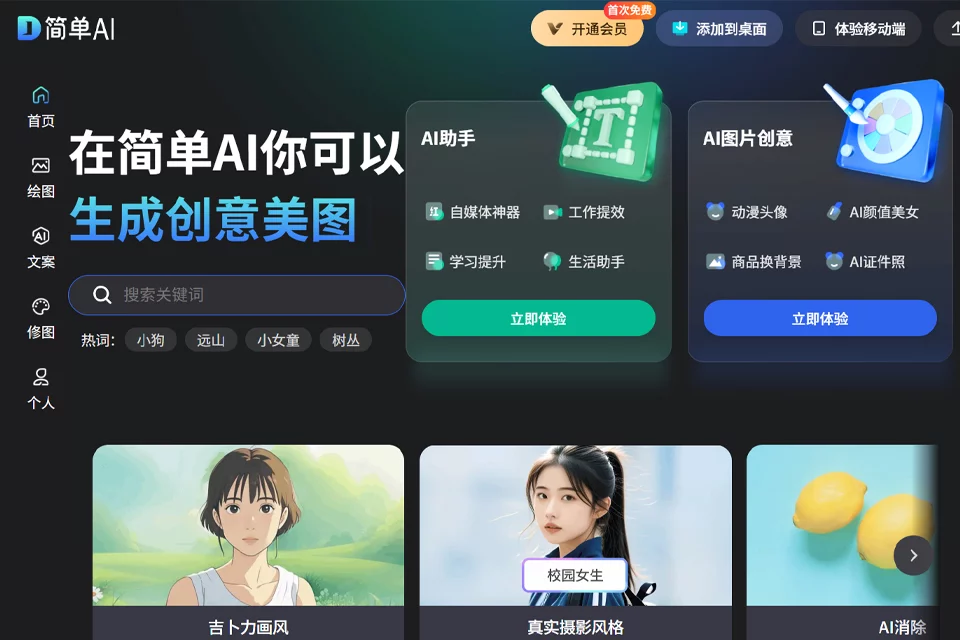 简单AI
首次免费
开通会员
添加到桌面
体验移动端
首页
绘图
AI
文案
修图
个人
在简单AI你可以
生成创意美图
搜索关键词
热词:
小狗
远山
小女童
树丛
AI助手
T
自媒体神器
工作提效
学习提升
生活助手
立即体验
AI图片创意
动漫头像
AI颜值美女
商品换背景
AI证件照
立即体验
吉卜力画风
校园女生
真实摄影风格
AI消除